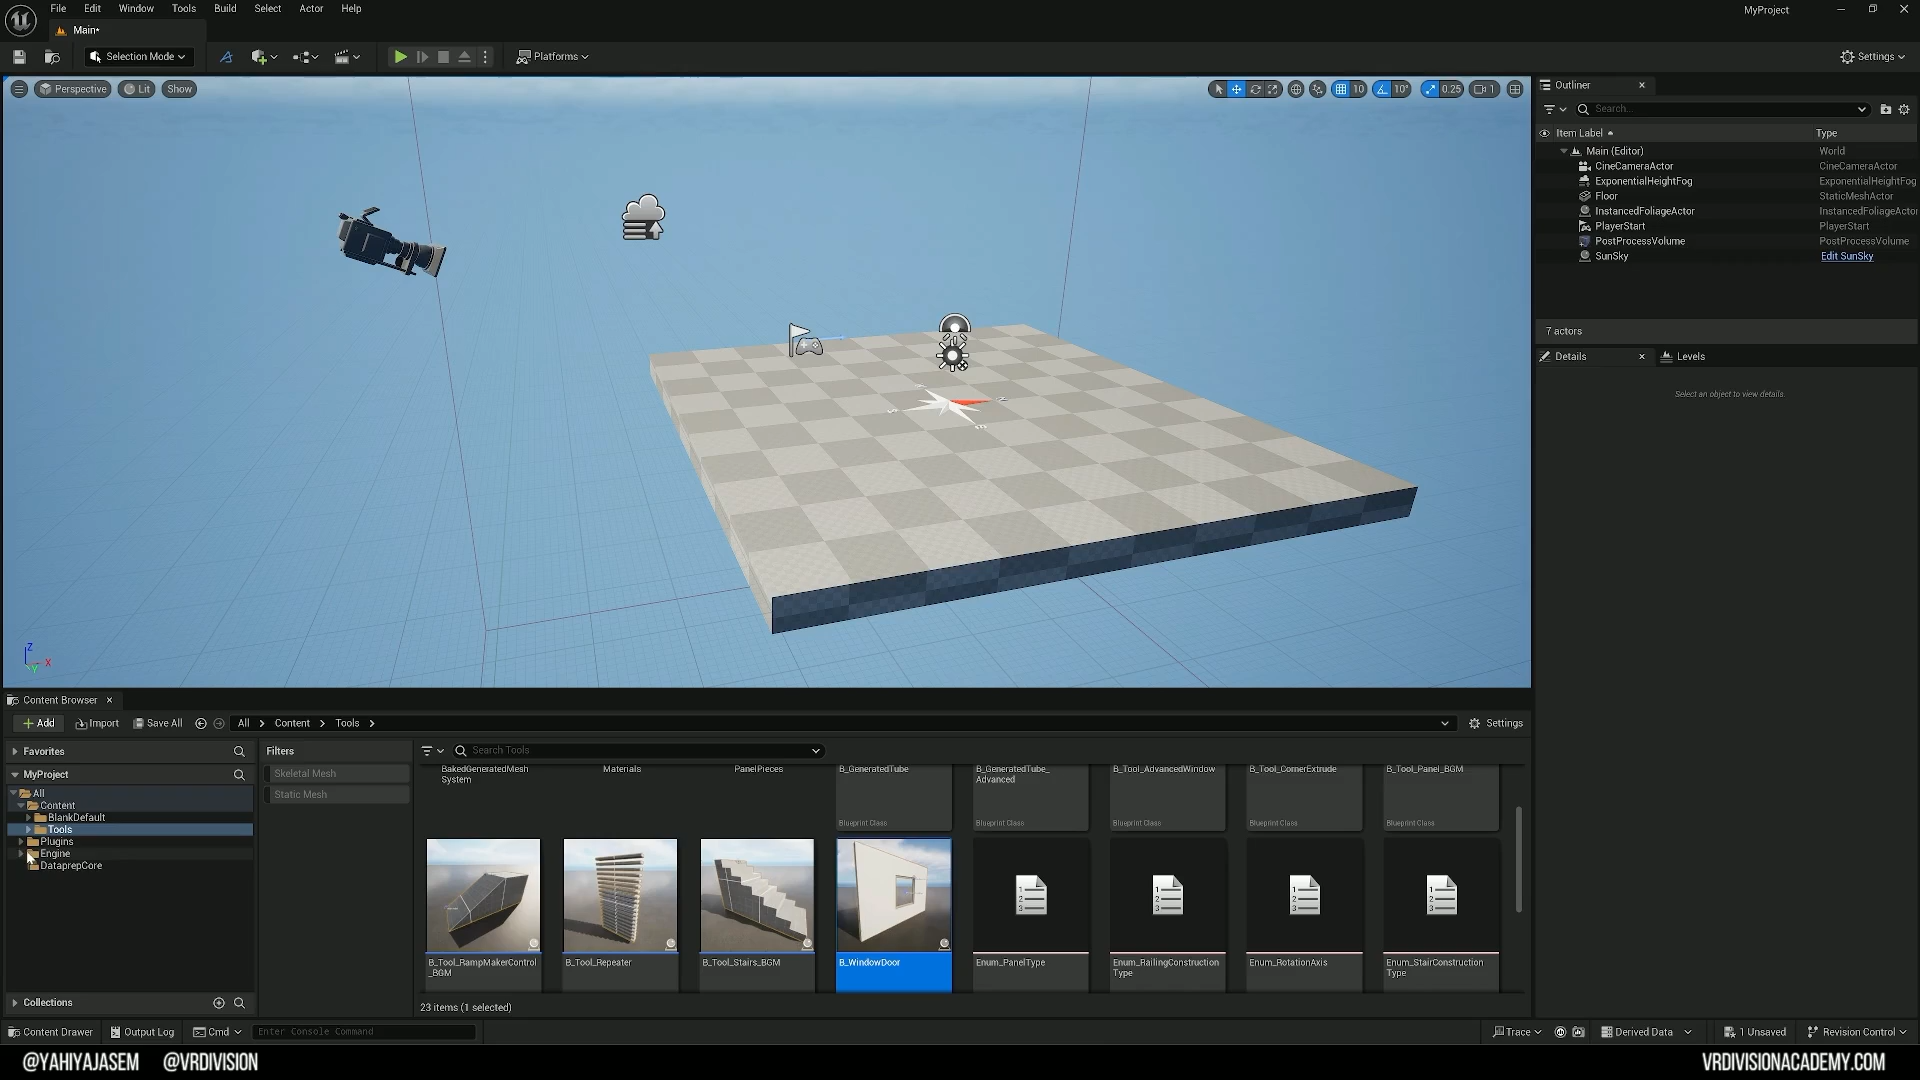 File Edit Window Tools Build Select Actor Help
MyProject
Main*
Selection Mode
Platforms
Settings
Perspective
Lit
Show
10
10°
0.25
1
Outliner
Search...
Item Label
Type
Main (Editor)
World
CineCameraActor
CineCameraActor
ExponentialHeightFog
ExponentialHeightFog
Floor
StaticMeshActor
InstancedFoliageActor
InstancedFoliageActor
PlayerStart
PlayerStart
PostProcessVolume
PostProcessVolume
SunSky
Edit SunSky
7 actors
Details
Levels
Select an object to view details.
Z
X
Y
Content Browser
Add
Import
Save All
All
Content
Tools
Settings
Favorites
MyProject
All
Content
BlankDefault
Tools
Plugins
Engine
DataprepCore
Collections
Filters
Skeletal Mesh
Static Mesh
Search Tools
BakedGeneratedMesh
System
Materials
PanelPieces
B_GeneratedTube
Blueprint Class
B_GeneratedTube_
Advanced
Blueprint Class
B_Tool_AdvancedWindow
Blueprint Class
B_Tool_CornerExtrude
Blueprint Class
B_Tool_Panel_BGM
Blueprint Class
B_Tool_RampMakerControl
_BGM
B_Tool_Repeater
B_Tool_Stairs_BGM
B_WindowDoor
Enum_PanelType
Enum_RailingConstruction
Type
Enum_RotationAxis
Enum_StairConstruction
Type
23 items (1 selected)
Content Drawer
Output Log
Cmd
Enter Console Command
Trace
Derived Data
1 Unsaved
Revision Control
@YAHIYAJASEM @VRDIVISION
VRDIVISIONACADEMY.COM